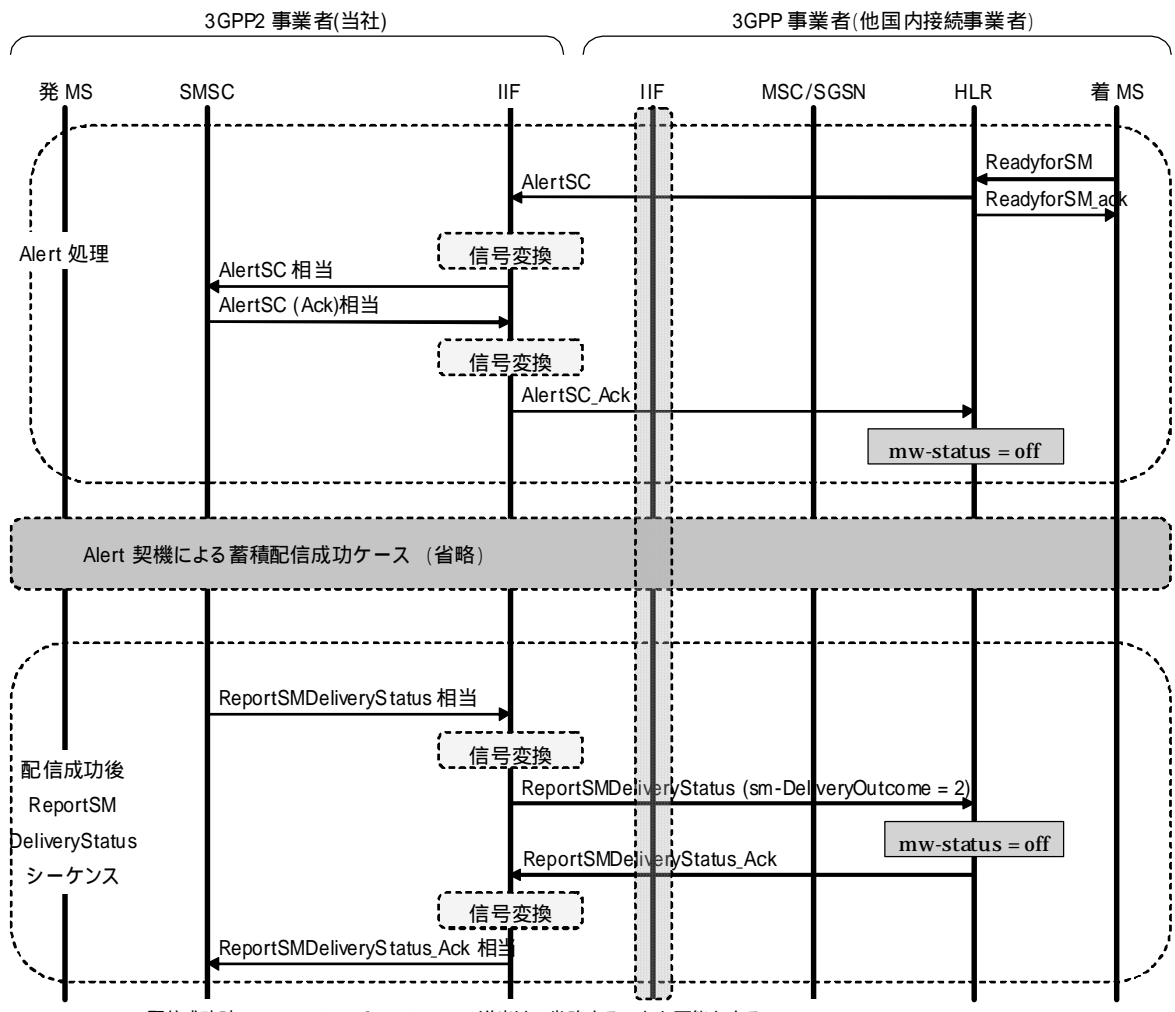 3GPP2 事業者(当社)
3GPP 事業者(他国内接続事業者)
発 MS
SMSC
IIF
IIF
MSC/SGSN
HLR
着 MS
ReadyforSM
AlertSC
ReadyforSM_ack
Alert 処理
信号変換
AlertSC 相当
AlertSC (Ack)相当
信号変換
AlertSC_Ack
mw-status = off
Alert 契機による蓄積配信成功ケース (省略)
ReportSMDeliveryStatus 相当
信号変換
配信成功後
ReportSM
DeliveryStatus
シーケンス
ReportSMDeliveryStatus (sm-DeliveryOutcome = 2)
mw-status = off
ReportSMDeliveryStatus_Ack
信号変換
ReportSMDeliveryStatus_Ack 相当